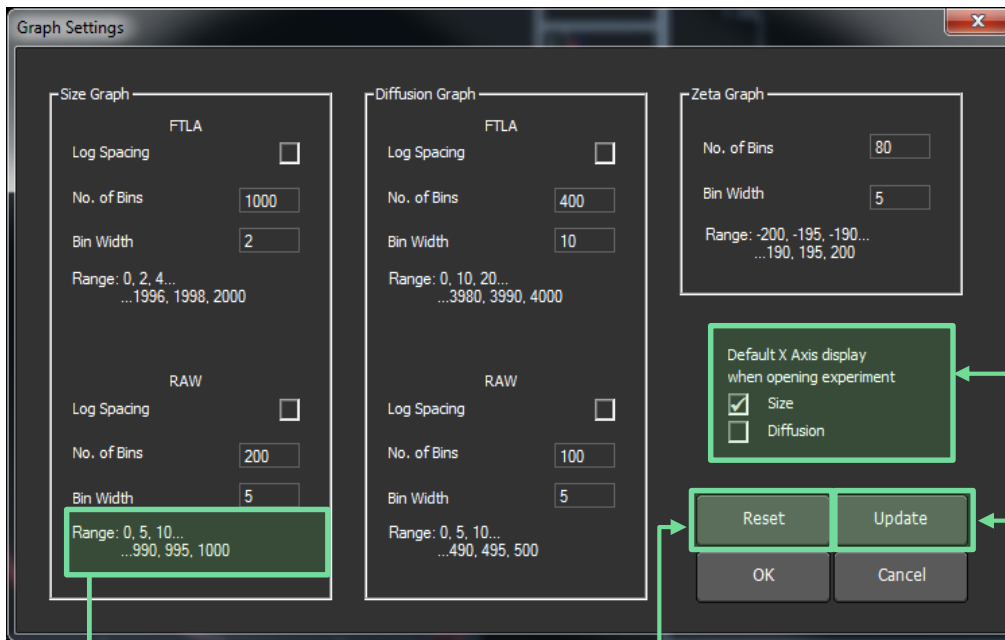 Graph Settings
x
Size Graph
FTLA
Log Spacing
No. of Bins 1000
Bin Width 2
Range: 0, 2, 4...
...1996, 1998, 2000
RAW
Log Spacing
No. of Bins 200
Bin Width 5
Range: 0, 5, 10...
...990, 995, 1000
Diffusion Graph
FTLA
Log Spacing
No. of Bins 400
Bin Width 10
Range: 0, 10, 20...
...3980, 3990, 4000
RAW
Log Spacing
No. of Bins 100
Bin Width 5
Range: 0, 5, 10...
...490, 495, 500
Zeta Graph
No. of Bins 80
Bin Width 5
Range: -200, -195, -190...
...190, 195, 200
Default X Axis display
when opening experiment
Size
Diffusion
Reset Update
OK Cancel